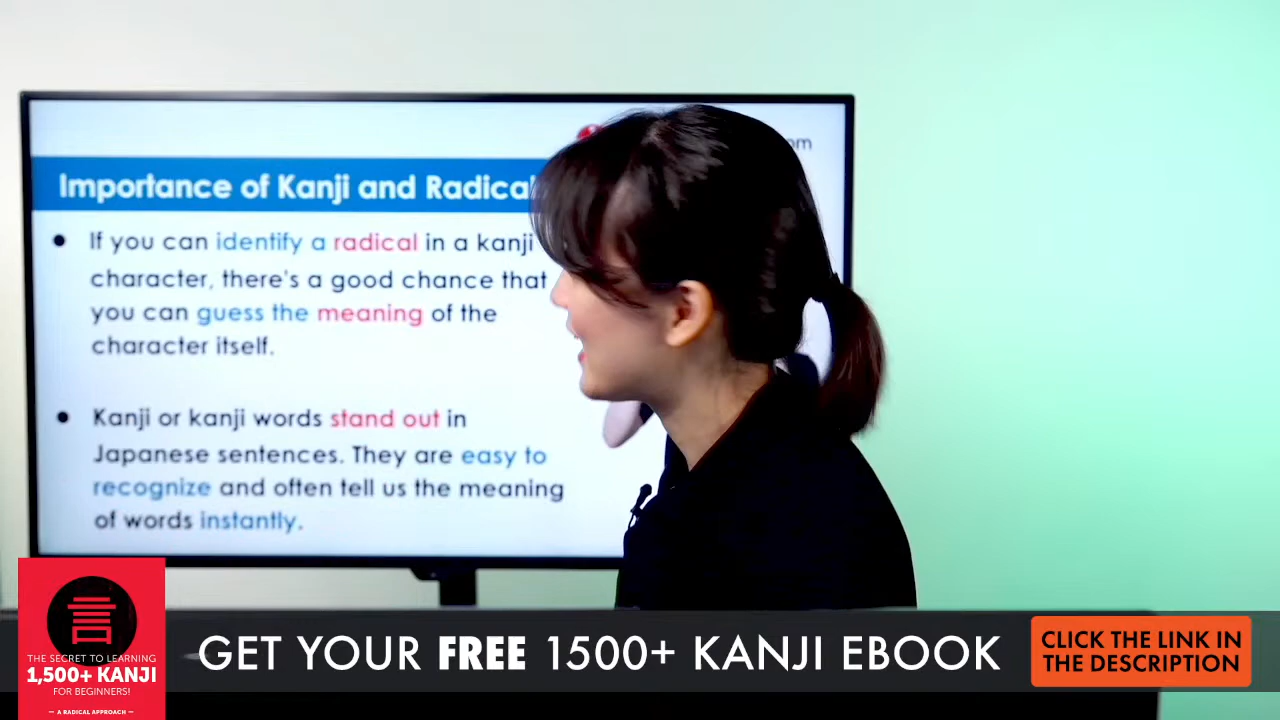 om
Importance of Kanji and Radical
If you can identify a radical in a kanji
character, there's a good chance that
you can guess the meaning of the
character itself.
Kanji or kanji words stand out in
Japanese sentences. They are easy to
recognize and often tell us the meaning
of words instantly.
言
THE SECRET TO LEARNING
1,500+ KANJI
FOR BEGINNERS!
— A RADICAL APPROACH —
GET YOUR FREE 1500+ KANJI EBOOK
CLICK THE LINK IN
THE DESCRIPTION